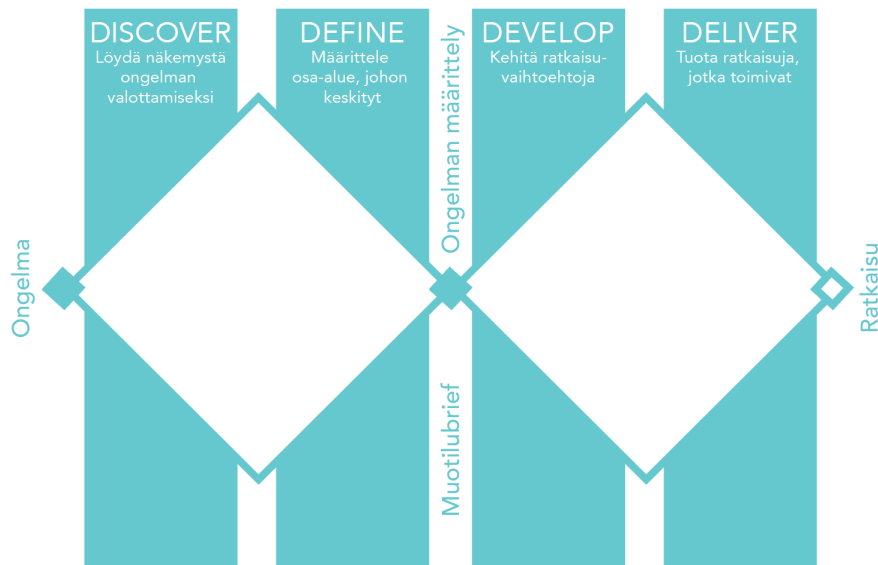 DISCOVER
Löydä näkemystä
ongelman
valottamiseksi
DEFINE
Määrittele
osa-alue, johon
keskityt
DEVELOP
Kehitä ratkaisu-
vaihtoehtoja
DELIVER
Tuota ratkaisuja,
jotka toimivat
Ongelma
Ongelman määrittely
Muotilubrief
Ratkaisu